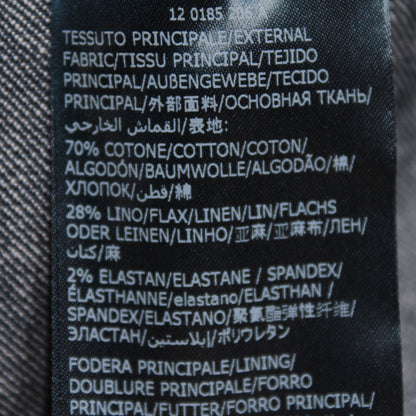 12 0185
TESSUTO PRINCIPALE/EXTERNAL
FABRIC/TISSU PRINCIPAL/TEJIDO
PRINCIPAL/AUßENGEWEBE/TECIDO
PRINCIPAL/外部面料/ОСНОВНАЯ ТКАНЬ/
القماش الخارجي/表地:
70% COTONE/COTTON/COTON/
ALGODÓN/BAUMWOLLE/ALGODÃO/棉/
ХЛОПОК/قطن/綿
28% LINO/FLAX/LINEN/LIN/FLACHS
ODER LEINEN/LINHO/亚麻/亚麻布/ЛЕН/
كتان/麻
2% ELASTAN/ELASTANE / SPANDEX/
ÉLASTHANNE/elastano/ELASTHAN /
SPANDEX/ELASTANO/聚氨酯弹性纤维/
ЭЛАСТАН/إيلاستين/ポリウレタン
FODERA PRINCIPALE/LINING/
DOUBLURE PRINCIPALE/FORRO
PRINCIPAL/FUTTER/FORRO PRINCIPAL/